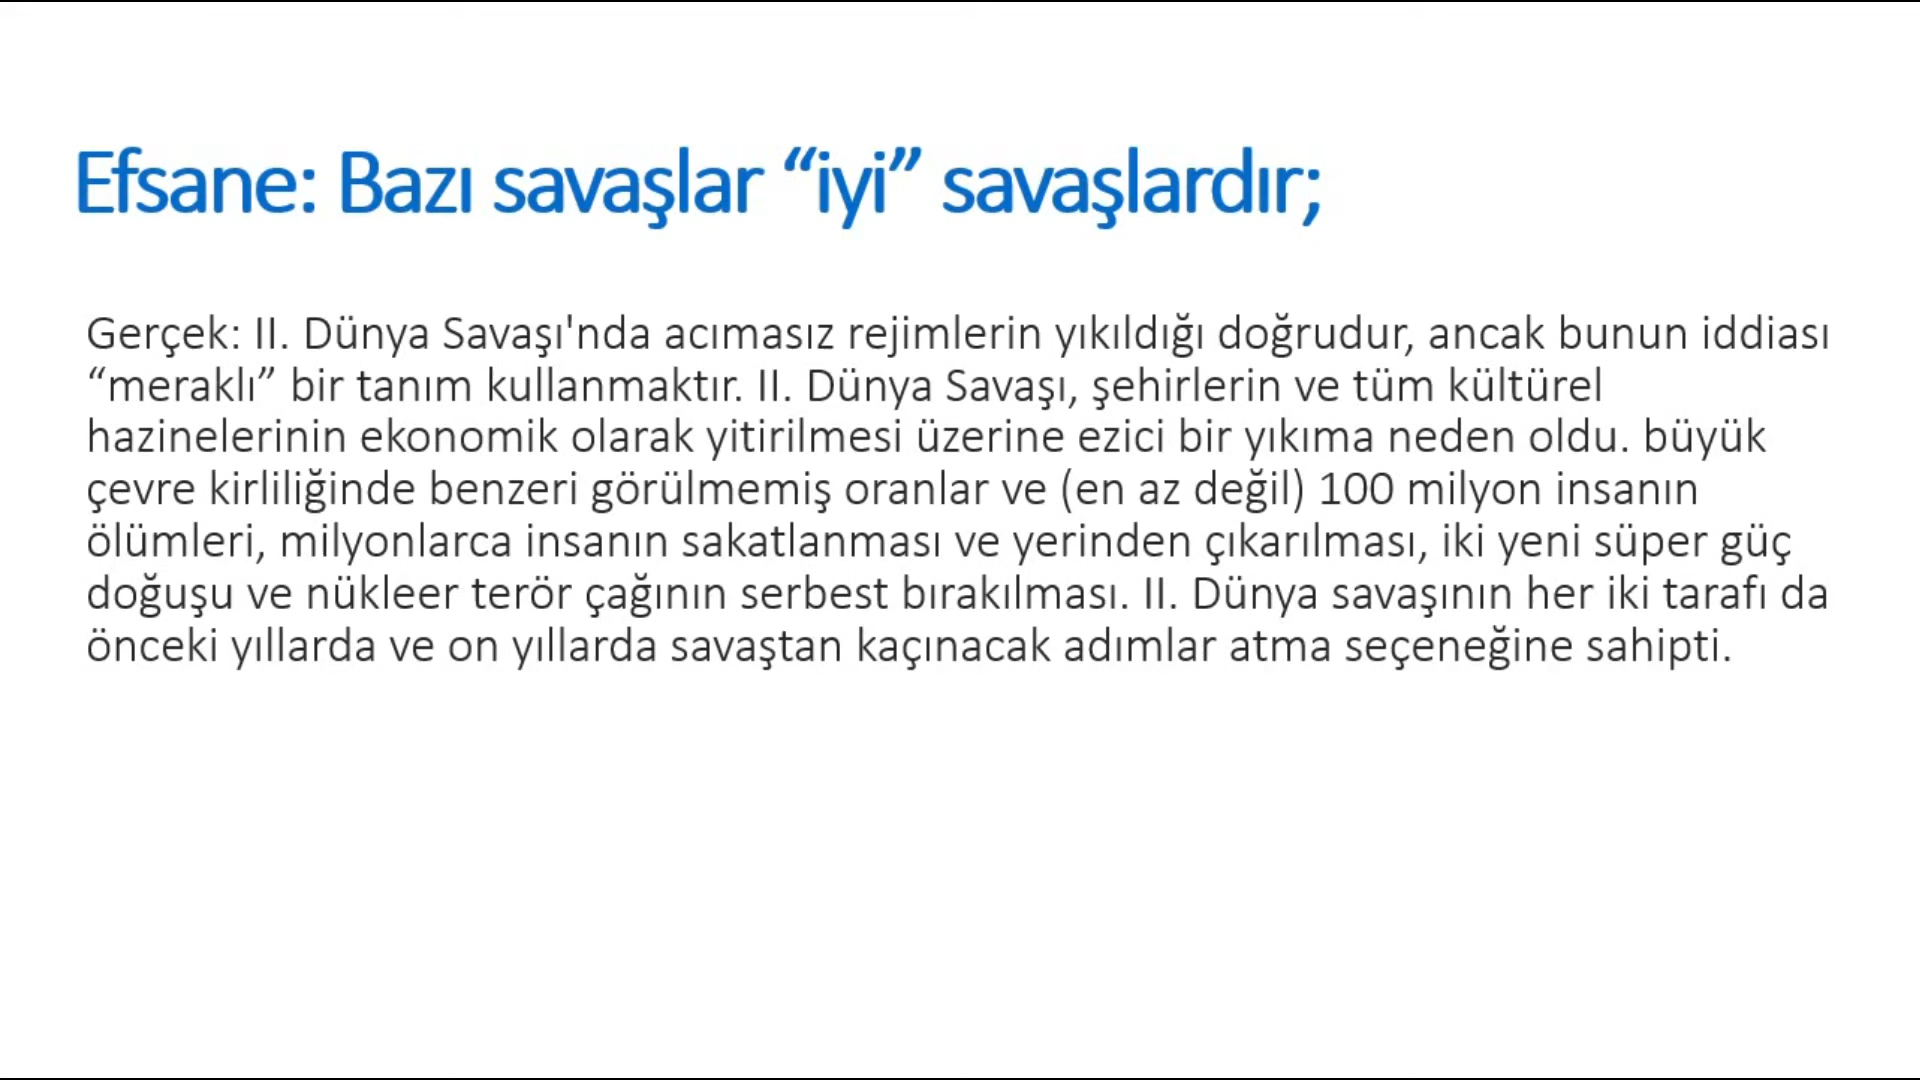 Efsane: Bazı savaşlar “iyi” savaşlardır;
Gerçek: II. Dünya Savaşı'nda acımasız rejimlerin yıkıldığı doğrudur, ancak bunun iddiası
“meraklı” bir tanım kullanmaktır. II. Dünya Savaşı, şehirlerin ve tüm kültürel
hazinelerinin ekonomik olarak yitirilmesi üzerine ezici bir yıkıma neden oldu. büyük
çevre kirliliğinde benzeri görülmemiş oranlar ve (en az değil) 100 milyon insanın
ölümleri, milyonlarca insanın sakatlanması ve yerinden çıkarılması, iki yeni süper güç
doğuşu ve nükleer terör çağının serbest bırakılması. II. Dünya savaşının her iki tarafı da
önceki yıllarda ve on yıllarda savaştan kaçınacak adımlar atma seçeneğine sahipti.